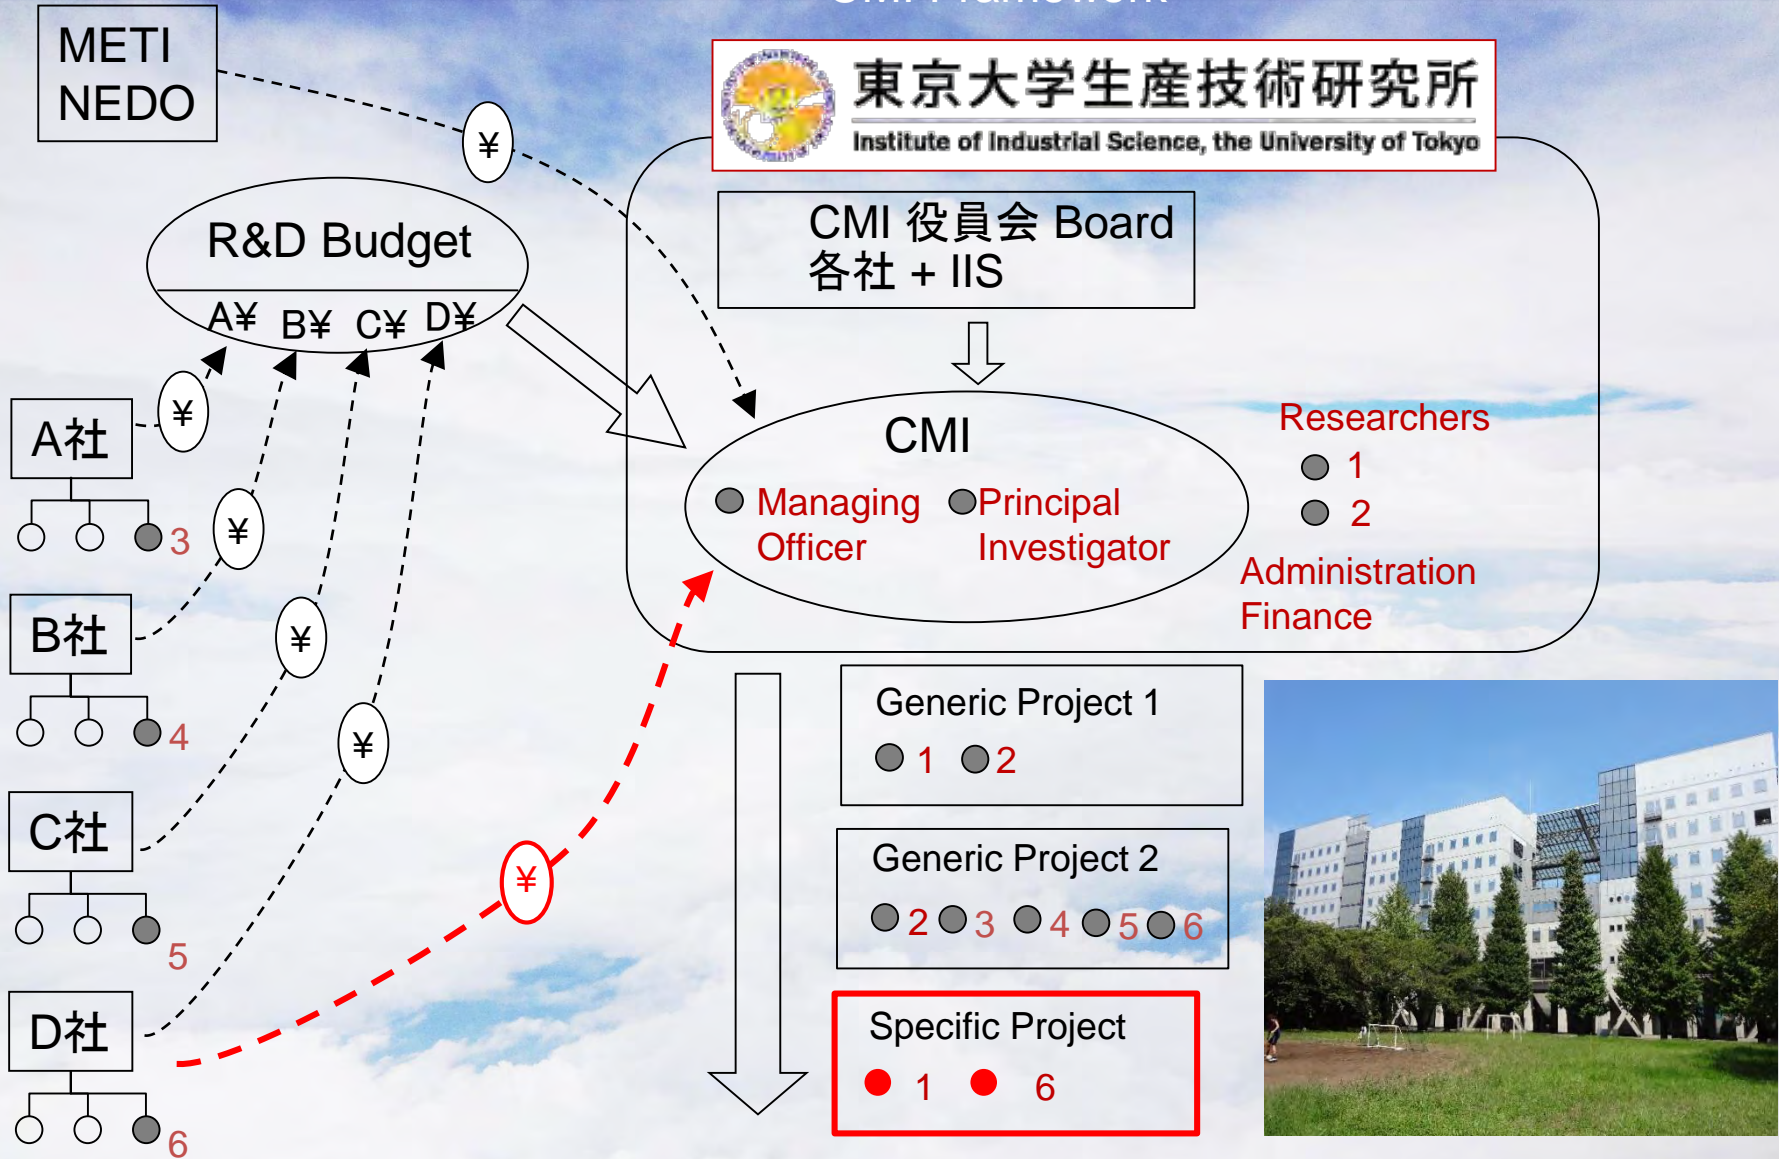 CMI Framework
METI
NEDO
東京大学生産技術研究所
Institute of Industrial Science, the University of Tokyo
¥
R&D Budget
A¥ B¥ C¥ D¥
CMI 役員会 Board
各社 + IIS
CMI
Managing
Officer
Principal
Investigator
Researchers
1
2
Administration
Finance
A社
¥
3
¥
B社
¥
4
¥
C社
5
¥
D社
6
Generic Project 1
1 2
Generic Project 2
2 3 4 5 6
Specific Project
1 6